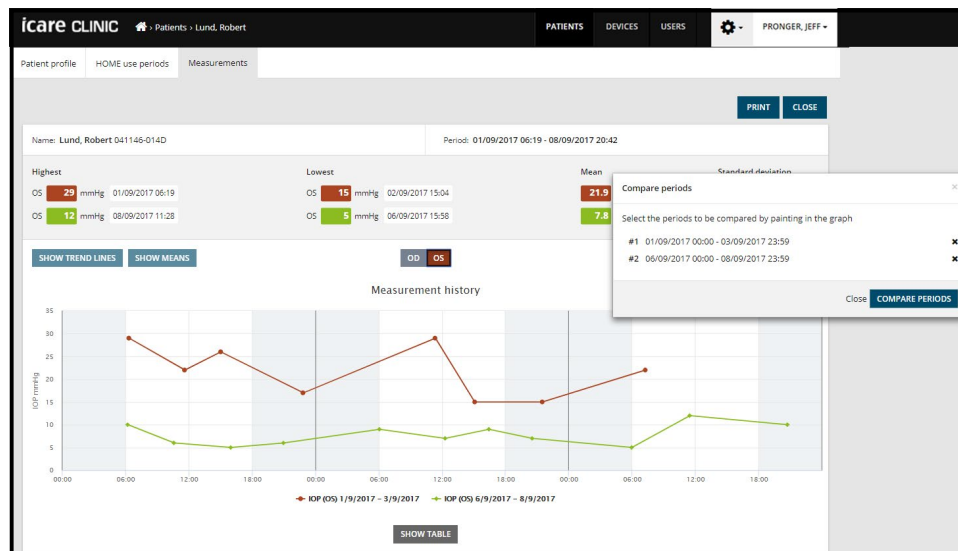 icare CLINIC › Patients › Lund, Robert PATIENTS DEVICES USERS PRONGER, JEFF
Patient profile HOME use periods Measurements
PRINT CLOSE
Name: Lund, Robert 041146-014D Period: 01/09/2017 06:19 - 08/09/2017 20:42
Highest Lowest Mean Standard deviation
OS 29 mmHg 01/09/2017 06:19 OS 15 mmHg 02/09/2017 15:04 21.9
OS 12 mmHg 08/09/2017 11:28 OS 5 mmHg 06/09/2017 15:58 7.8
Compare periods ×
Select the periods to be compared by painting in the graph
#1 01/09/2017 00:00 - 03/09/2017 23:59 ×
#2 06/09/2017 00:00 - 08/09/2017 23:59 ×
Close COMPARE PERIODS
SHOW TREND LINES SHOW MEANS OD OS
Measurement history
IOP mmHg
35
30
25
20
15
10
5
0
00:00 06:00 12:00 18:00 00:00 06:00 12:00 18:00 00:00 06:00 12:00 18:00
IOP (OS) 1/9/2017 – 3/9/2017 IOP (OS) 6/9/2017 – 8/9/2017
SHOW TABLE